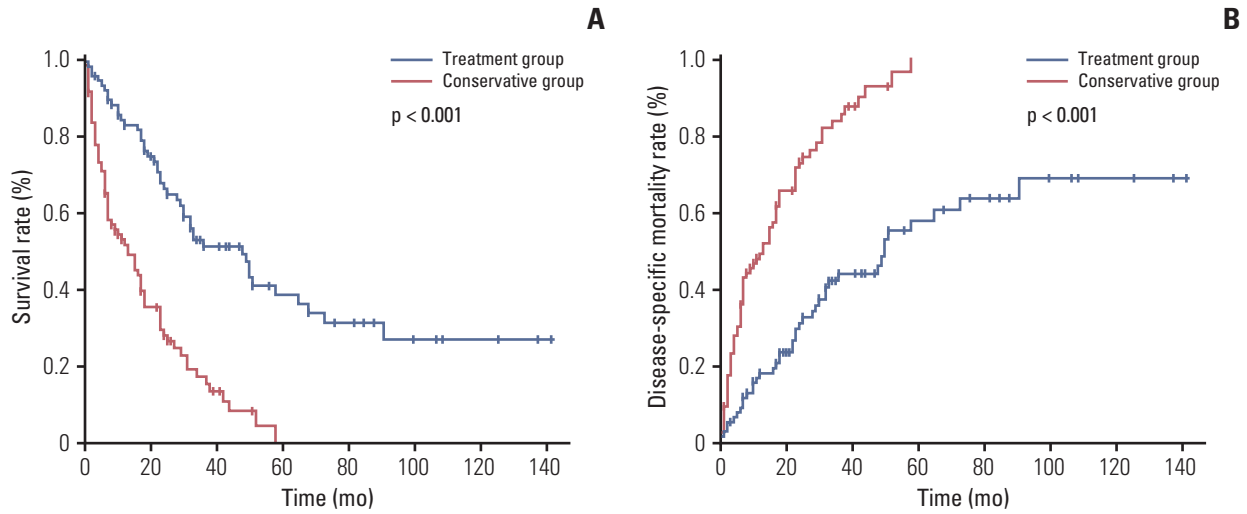 A
Survival rate (%)
1.0
0.8
0.6
0.4
0.2
0
Treatment group
Conservative group
p < 0.001
0 20 40 60 80 100 120 140
Time (mo)
B
Disease-specific mortality rate (%)
1.0
0.8
0.6
0.4
0.2
0
Treatment group
Conservative group
p < 0.001
0 20 40 60 80 100 120 140
Time (mo)